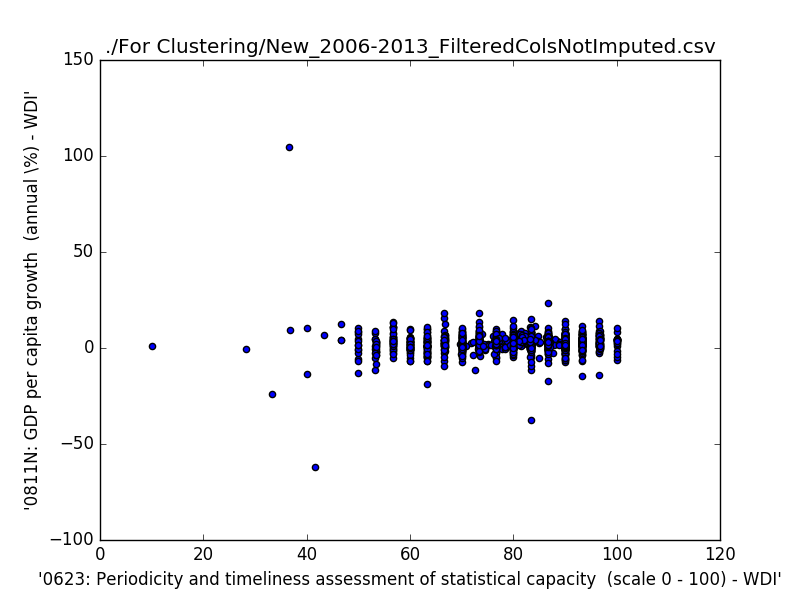 ./For Clustering/New_2006-2013_FilteredColsNotImputed.csv
150
100
50
0
−50
−100
0 20 40 60 80 100 120
'0811N: GDP per capita growth  (annual \%) - WDI'
'0623: Periodicity and timeliness assessment of statistical capacity  (scale 0 - 100) - WDI'